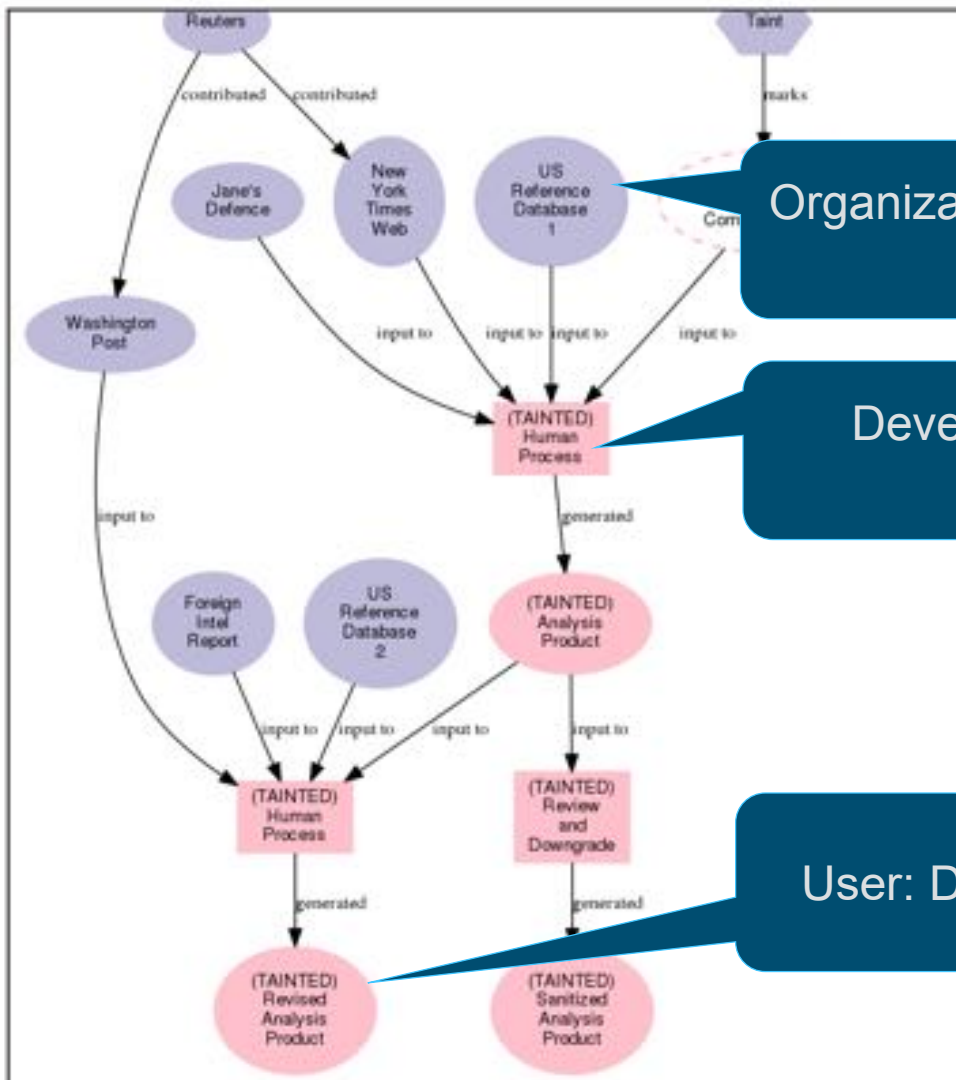 Reuters
Taint
contributed
contributed
marks
Jane's
Defence
New
York
Times
Web
US
Reference
Database
1
Organiza
Washington
Post
input to
input to
input to
input to
(TAINTED)
Human
Process
Deve
input to
generated
Foreign
Intel
Report
US
Reference
Database
2
(TAINTED)
Analysis
Product
input to
input to
input to
input to
(TAINTED)
Human
Process
(TAINTED)
Review
and
Downgrade
User: D
generated
generated
(TAINTED)
Revised
Analysis
Product
(TAINTED)
Sanitized
Analysis
Product